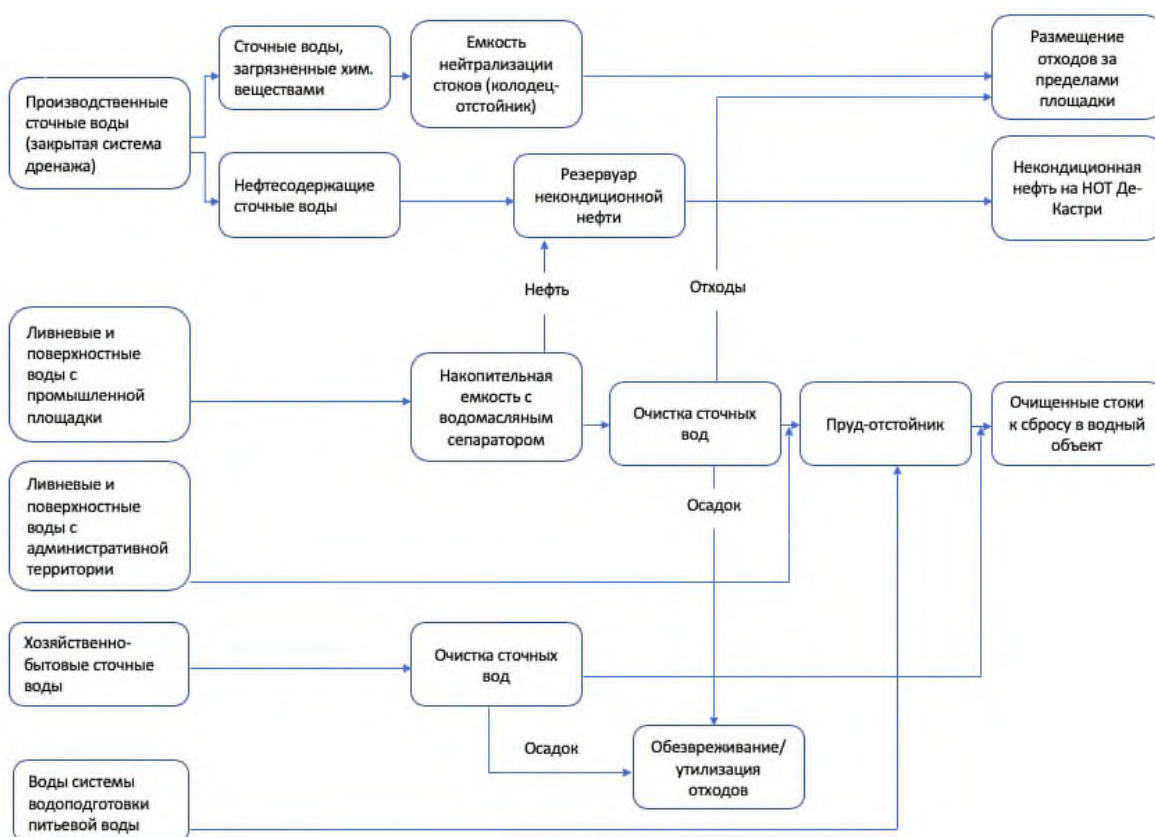 Производственные
сточные воды
(закрытая система
дренажа)
Сточные воды,
загрязненные хим.
веществами
Емкость
нейтрализации
стоков (колодец-
отстойник)
Размещение
отходов за
пределами
площадки
Нефтесодержащие
сточные воды
Резервуар
некондиционной
нефти
Некондиционная
нефть на НОТ Де-
Кастри
Нефть
Отходы
Ливневые и
поверхностные
воды с
промышленной
площадки
Накопительная
емкость с
водомасляным
сепаратором
Очистка сточных
вод
Пруд-отстойник
Очищенные стоки
к сбросу в водный
объект
Осадок
Ливневые и
поверхностные
воды с
административной
территории
Хозяйственно-
бытовые сточные
воды
Очистка сточных
вод
Осадок
Обезвреживание/
утилизация
отходов
Воды системы
водоподготовки
питьевой воды